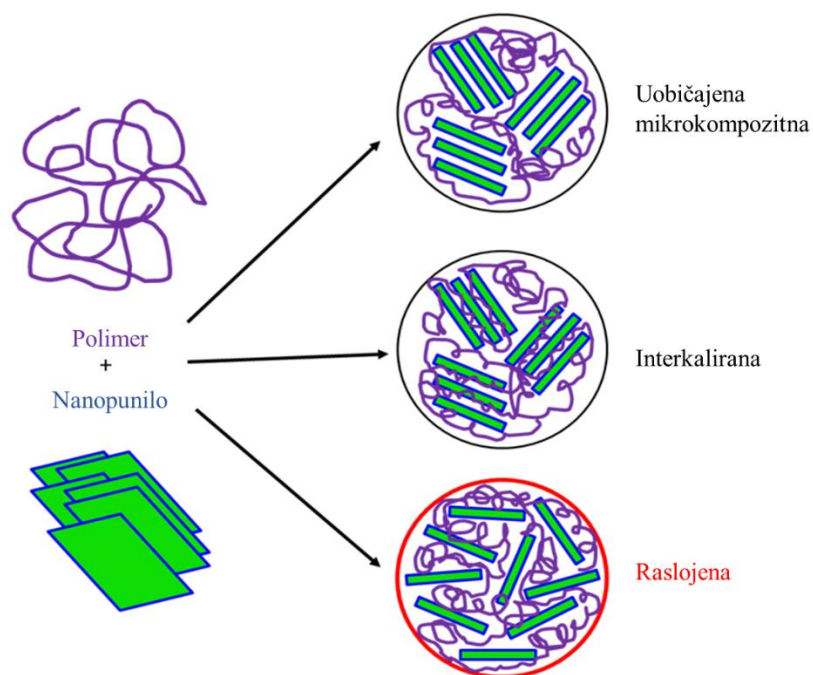 Polimer
+
Nanopunilo
Uobičajena
mikrokompozitna
Interkalirana
Raslojena